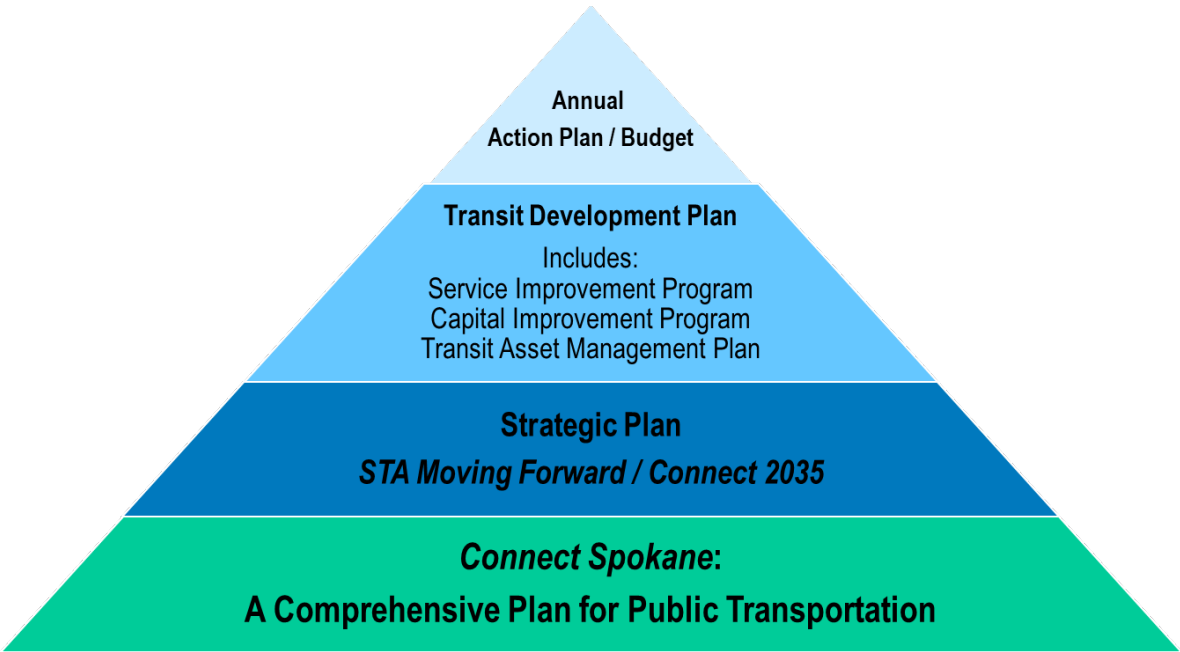 Annual
Action Plan / Budget
Transit Development Plan
Includes:
Service Improvement Program
Capital Improvement Program
Transit Asset Management Plan
Strategic Plan
STA Moving Forward / Connect 2035
Connect Spokane:
A Comprehensive Plan for Public Transportation